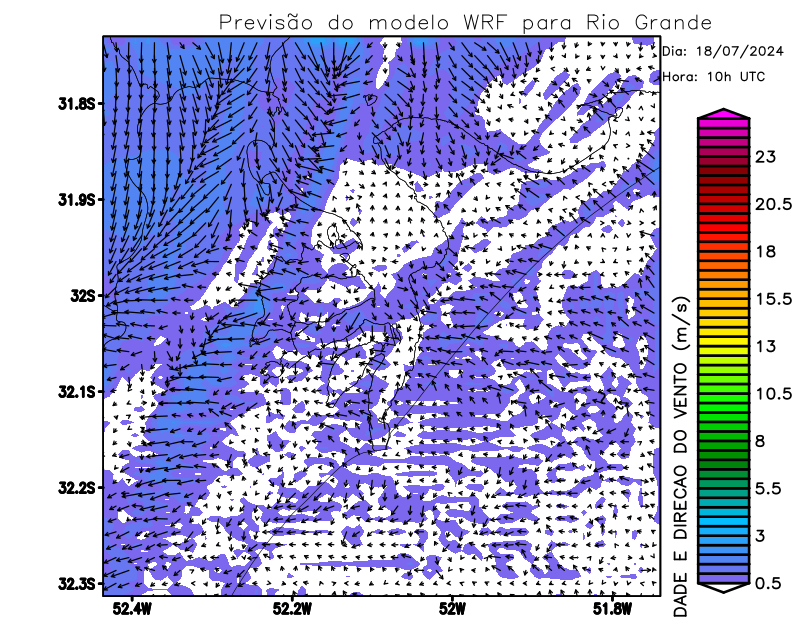 Previsão do modelo WRF para Rio Grande
Dia: 18/07/2024
Hora: 10h UTC
31.8S
31.9S
32S
32.1S
32.2S
32.3S
52.4W
52.2W
52W
51.8W
23
20.5
18
15.5
13
10.5
8
5.5
3
0.5
DADE E DIRECAO DO VENTO (m/s)